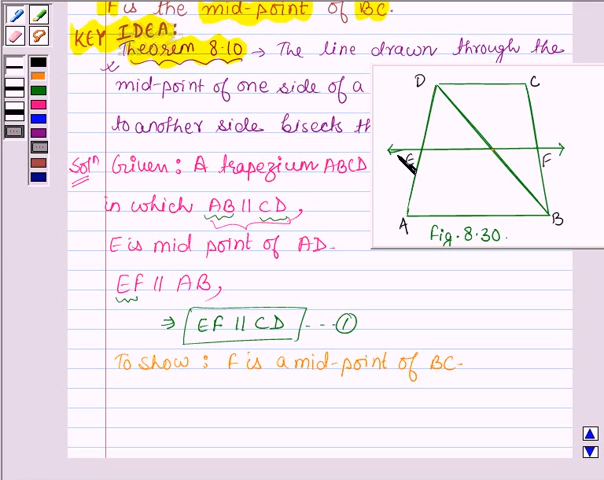 F is the mid-point of BC.
KEY IDEA:
Theorem 8.10 → The line drawn through the
mid-point of one side of a
to another side bisects th
Solⁿ Given: A trapezium ABCD
in which AB || CD,
E is mid point of AD.
EF || AB,
⇒ EF || CD --- ①
To show: F is a mid-point of BC-
D C
E F
A B
fig. 8.30.